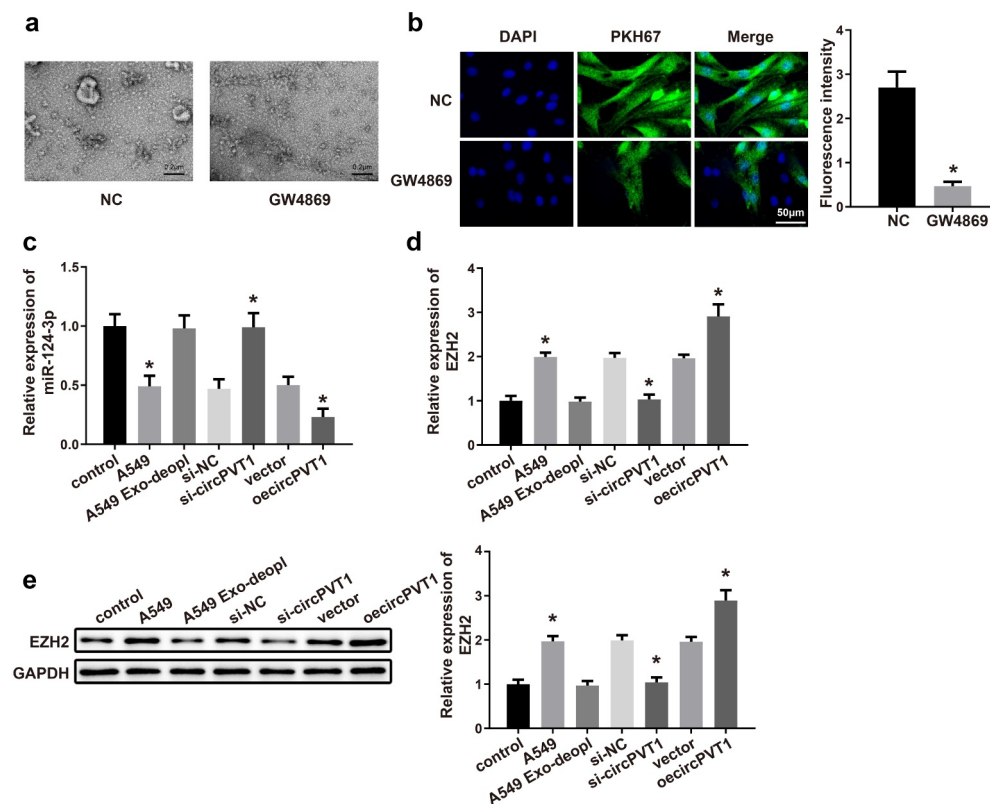 a
0.2μm
0.2μm
NC
GW4869
b
DAPI
PKH67
Merge
NC
GW4869
50μm
Fluorescence intensity
4
3
2
1
0
*
NC
GW4869
c
Relative expression of
miR-124-3p
1.5
1.0
0.5
0.0
*
*
*
control
A549
A549 Exo-deopl
si-NC
si-circPVT1
vector
oecircPVT1
d
Relative expression of
EZH2
4
3
2
1
0
*
*
*
control
A549
A549 Exo-deopl
si-NC
si-circPVT1
vector
oecircPVT1
e
control
A549
A549 Exo-deopl
si-NC
si-circPVT1
vector
oecircPVT1
EZH2
GAPDH
Relative expression of
EZH2
4
3
2
1
0
*
*
*
control
A549
A549 Exo-deopl
si-NC
si-circPVT1
vector
oecircPVT1